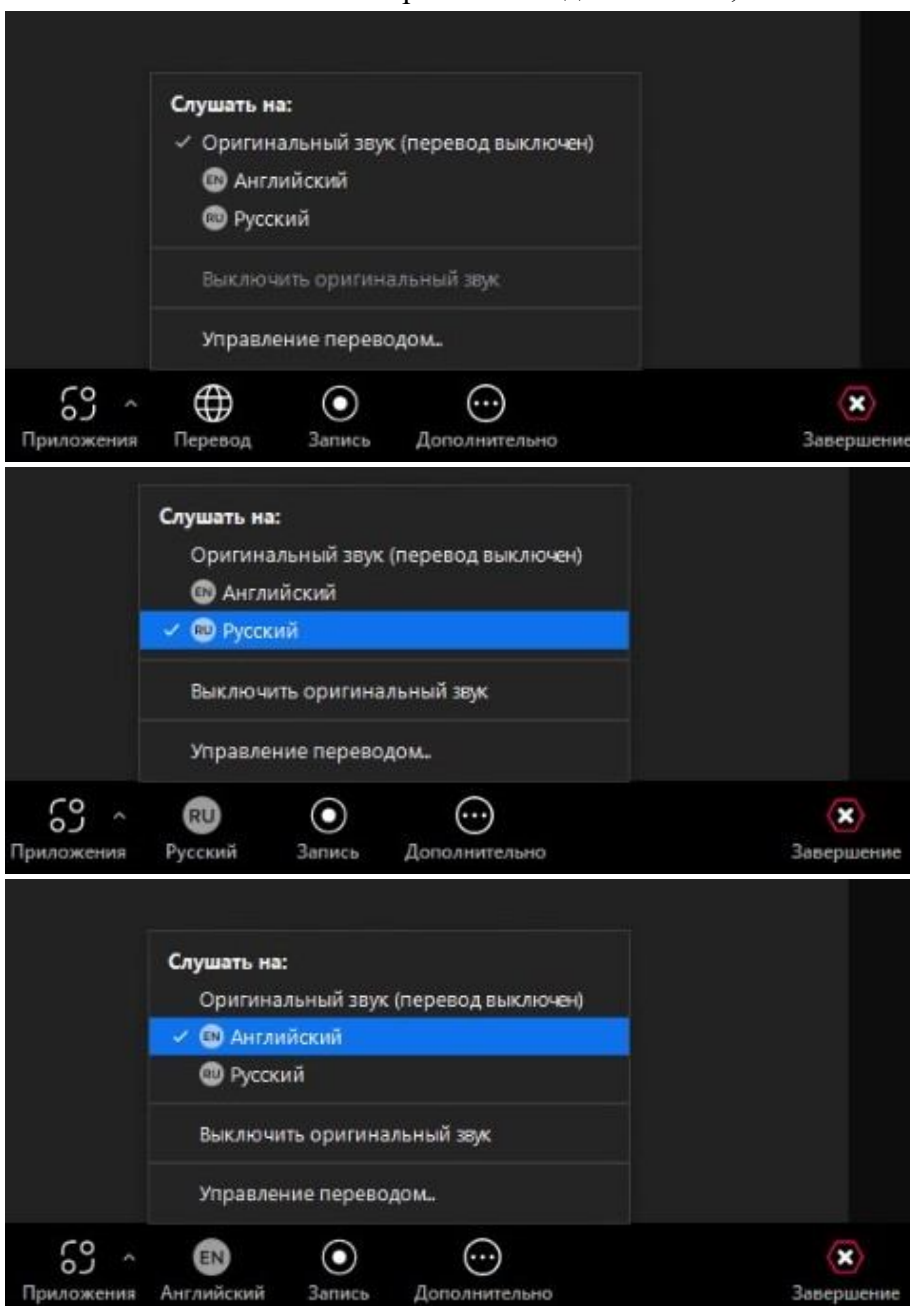 Слушать на:
Оригинальный звук (перевод выключен)
EN Английский
RU Русский
Выключить оригинальный звук
Управление переводом...
Приложения Перевод Запись Дополнительно Завершение
Слушать на:
Оригинальный звук (перевод выключен)
EN Английский
RU Русский
Выключить оригинальный звук
Управление переводом...
RU
Приложения Русский Запись Дополнительно Завершение
Слушать на:
Оригинальный звук (перевод выключен)
EN Английский
RU Русский
Выключить оригинальный звук
Управление переводом...
EN
Приложения Английский Запись Дополнительно Завершение